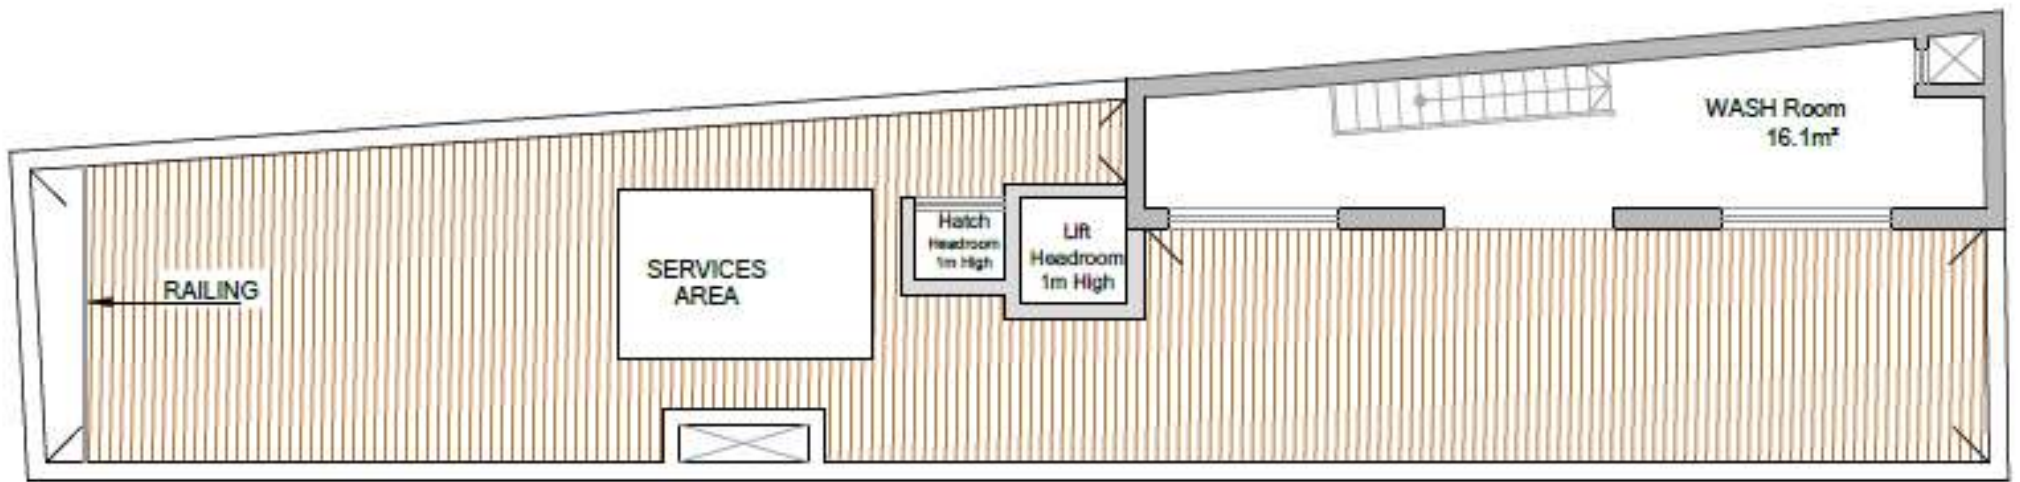 WASH Room
16.1m²
Hatch
Headroom
1m High
Lift
Headroom
1m High
SERVICES
AREA
RAILING